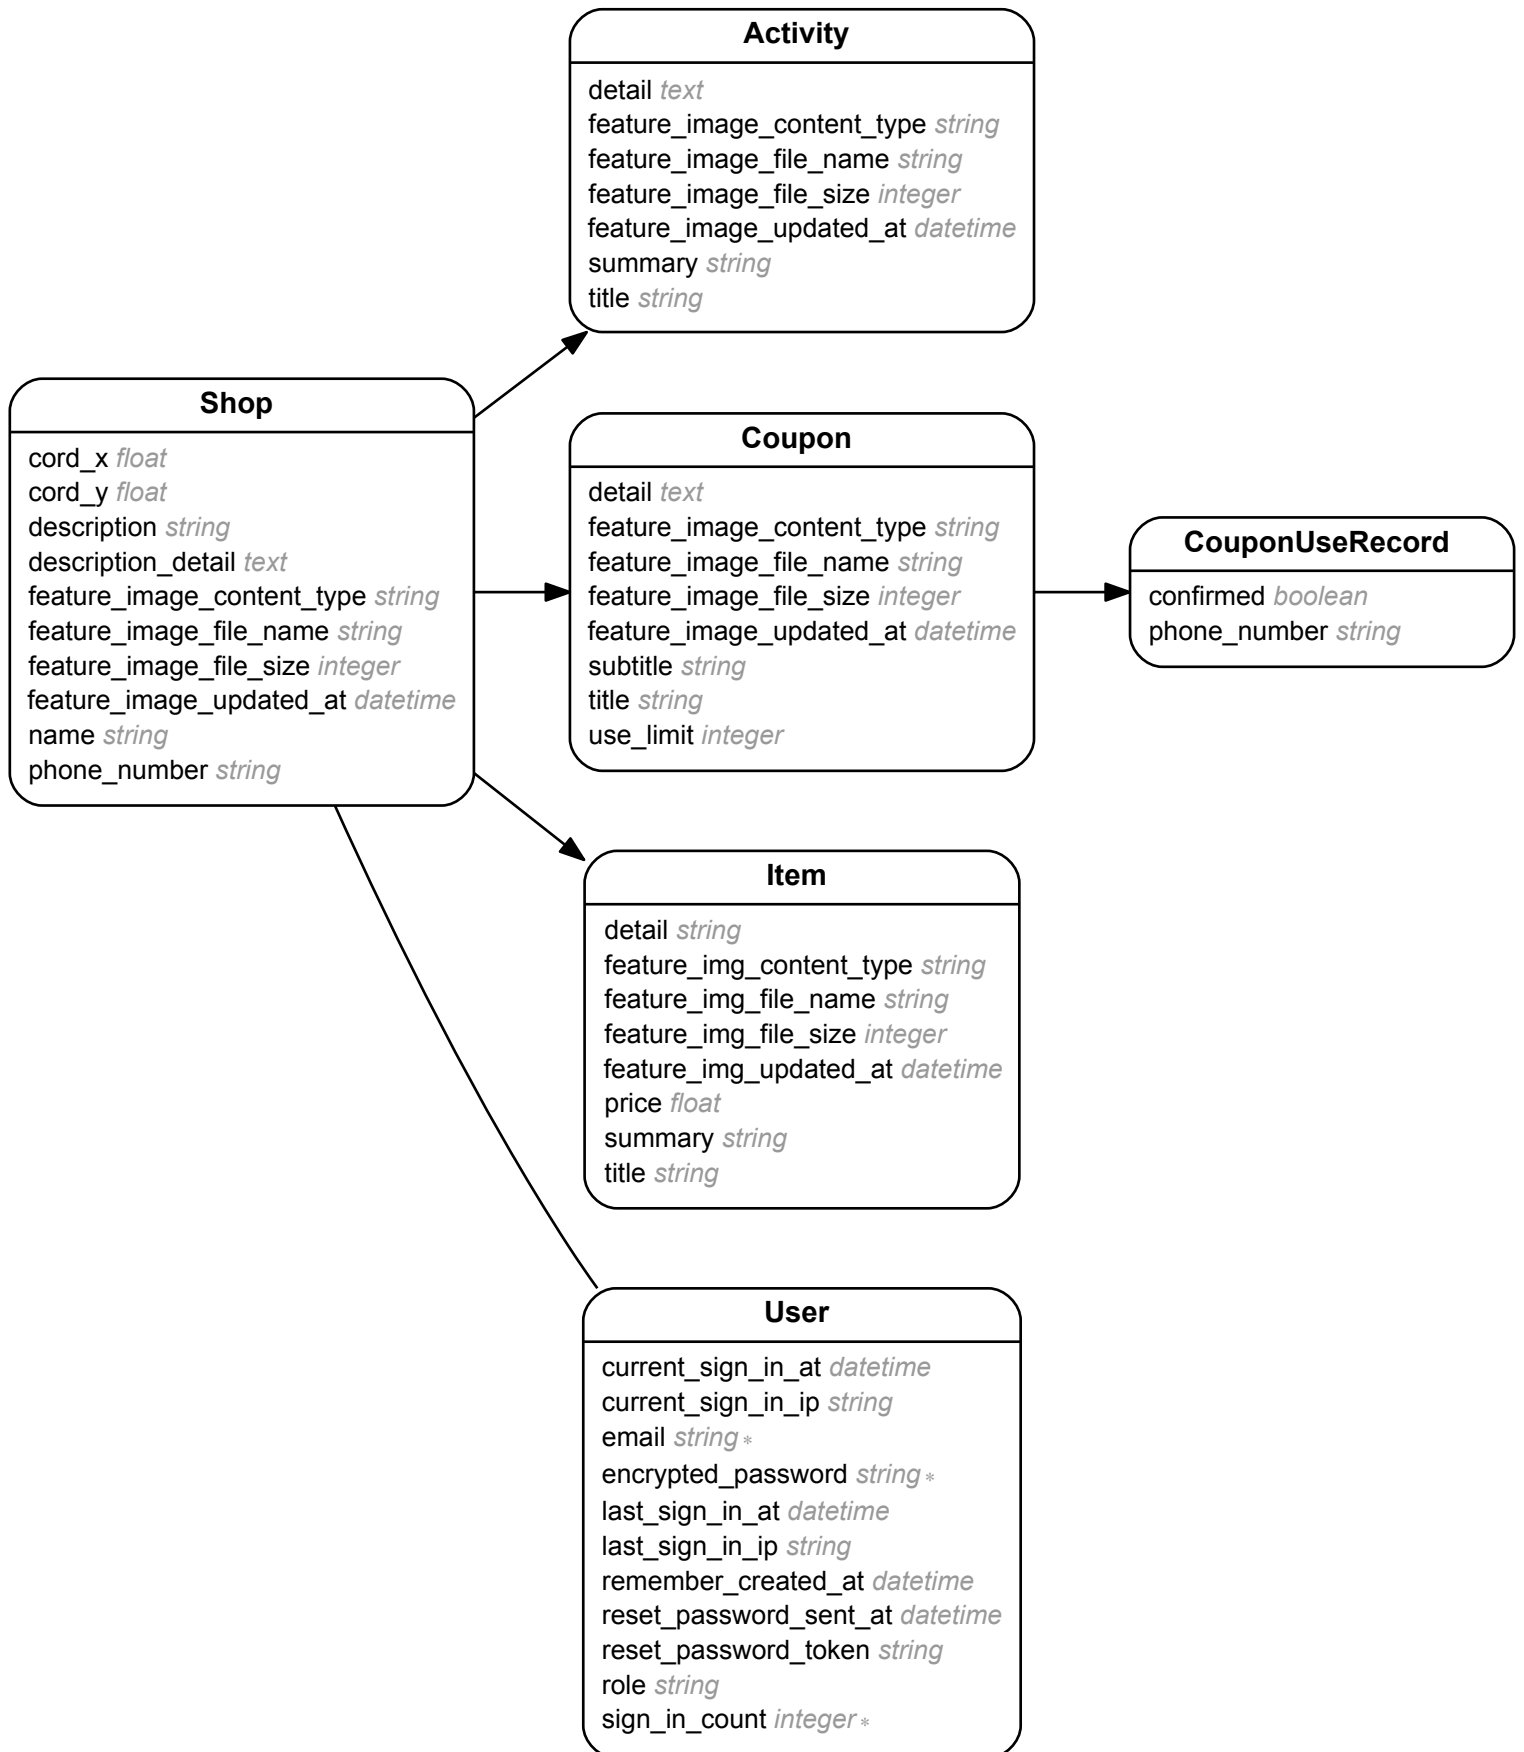 Activity
detail text
feature_image_content_type string
feature_image_file_name string
feature_image_file_size integer
feature_image_updated_at datetime
summary string
title string
Shop
cord_x float
cord_y float
description string
description_detail text
feature_image_content_type string
feature_image_file_name string
feature_image_file_size integer
feature_image_updated_at datetime
name string
phone_number string
Coupon
detail text
feature_image_content_type string
feature_image_file_name string
feature_image_file_size integer
feature_image_updated_at datetime
subtitle string
title string
use_limit integer
CouponUseRecord
confirmed boolean
phone_number string
Item
detail string
feature_img_content_type string
feature_img_file_name string
feature_img_file_size integer
feature_img_updated_at datetime
price float
summary string
title string
User
current_sign_in_at datetime
current_sign_in_ip string
email string *
encrypted_password string *
last_sign_in_at datetime
last_sign_in_ip string
remember_created_at datetime
reset_password_sent_at datetime
reset_password_token string
role string
sign_in_count integer *